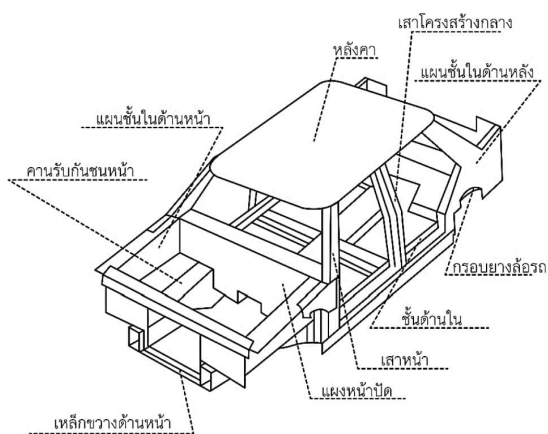 เสาโครงสร้างกลาง
หลังคา
แผนชั้นในด้านหลัง
แผนชั้นในด้านหน้า
คานรับกันชนหน้า
กรอบยางล้อรถ
ชั้นด้านใน
เสาหน้า
แผงหน้าปัด
เหล็กขวางด้านหน้า